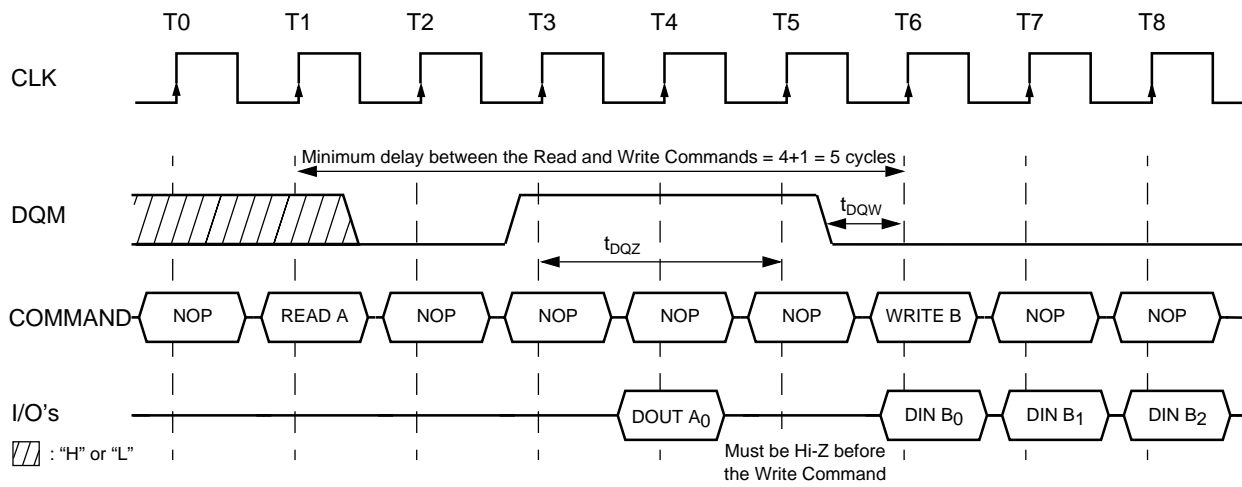 T0 T1 T2 T3 T4 T5 T6 T7 T8
CLK
Minimum delay between the Read and Write Commands = 4+1 = 5 cycles
DQM
tDQW
tDQZ
COMMAND NOP READ A NOP NOP NOP NOP WRITE B NOP NOP
I/O's DOUT A0 DIN B0 DIN B1 DIN B2
: “H” or “L”
Must be Hi-Z before
the Write Command